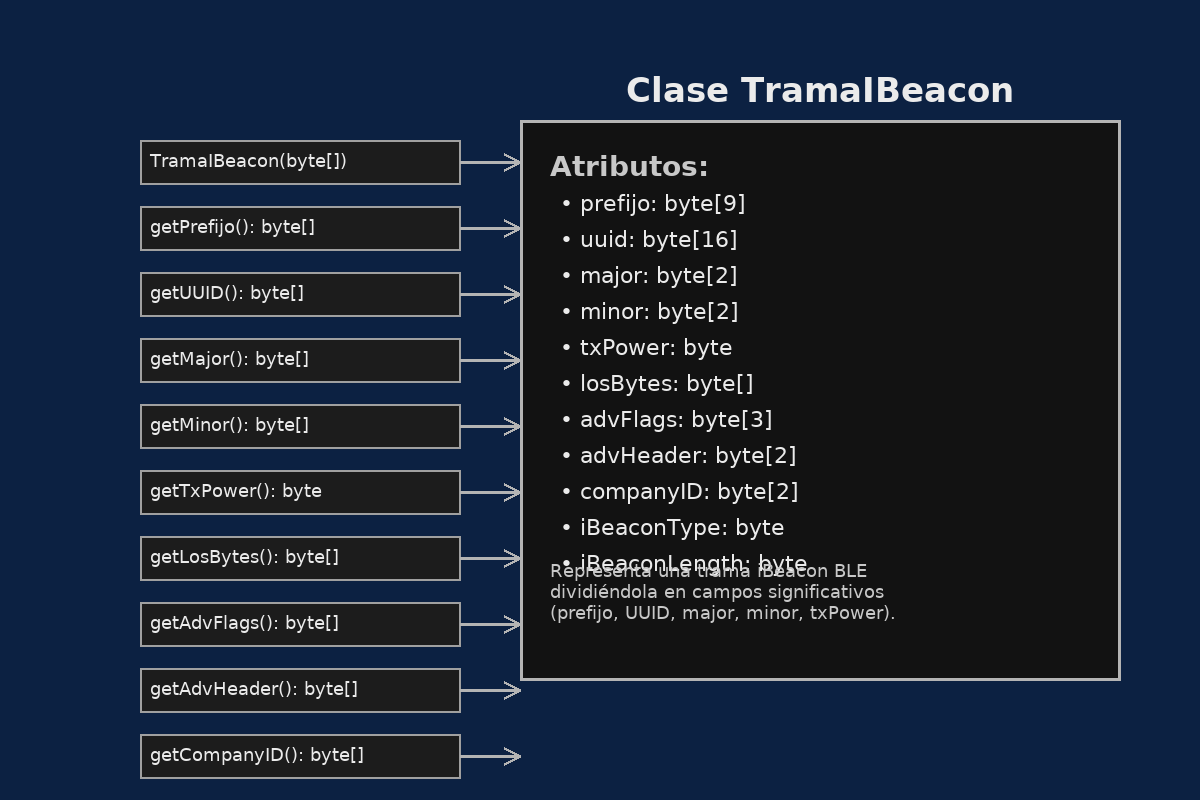 Clase TramaIBeacon
TramaIBeacon(byte[])
getPrefijo(): byte[]
getUUID(): byte[]
getMajor(): byte[]
getMinor(): byte[]
getTxPower(): byte
getLosBytes(): byte[]
getAdvFlags(): byte[]
getAdvHeader(): byte[]
getCompanyID(): byte[]
Atributos:
• prefijo: byte[9]
• uuid: byte[16]
• major: byte[2]
• minor: byte[2]
• txPower: byte
• losBytes: byte[]
• advFlags: byte[3]
• advHeader: byte[2]
• companyID: byte[2]
• iBeaconType: byte
• iBeaconLength: byte
Representa una trama iBeacon BLE
dividiéndola en campos significativos
(prefijo, UUID, major, minor, txPower).